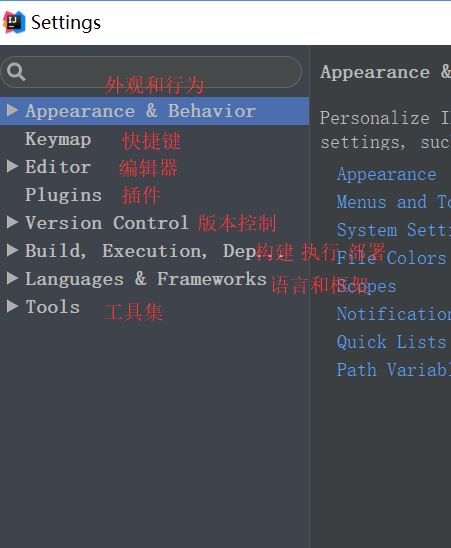 Settings
外观和行为
Appearance & Behavior
Keymap 快捷键
Editor 编辑器
Plugins 插件
Version Control 版本控制
Build, Execution, Dep... 构建 执行 部署
Languages & Frameworks 语言和框架
Tools 工具集
Appearance &
Personalize I
settings, suc
Appearance
Menus and To
System Setti
File Colors
Scopes
Notification
Quick Lists
Path Variabl